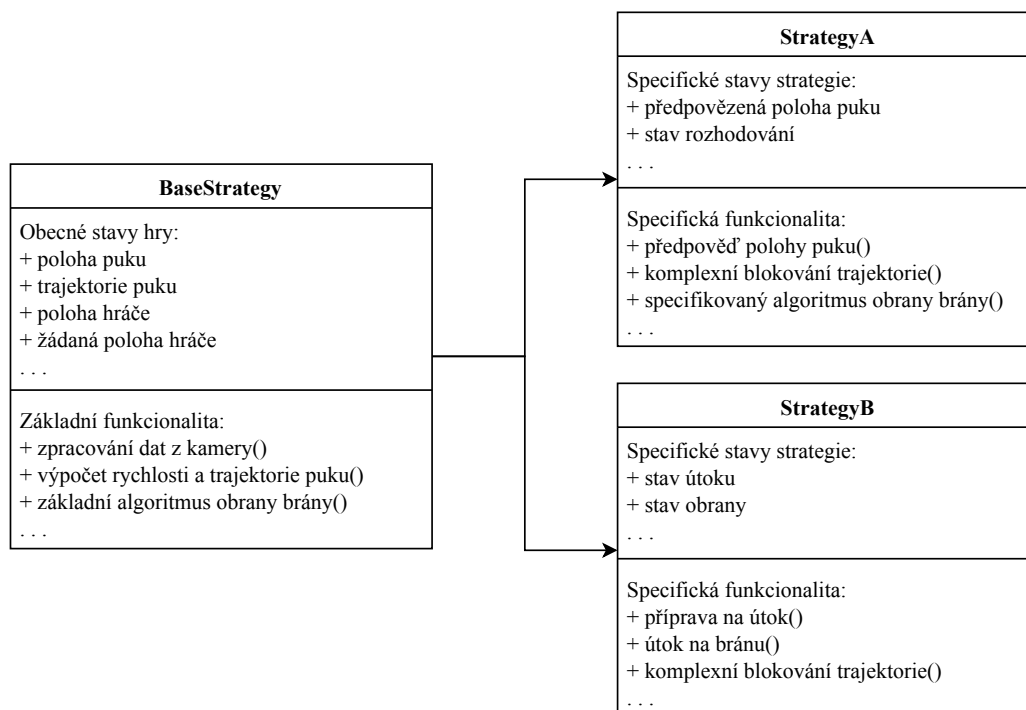 BaseStrategy
Obecné stavy hry:
+ poloha puku
+ trajektorie puku
+ poloha hráče
+ žádaná poloha hráče
. . .
Základní funkcionalita:
+ zpracování dat z kamery()
+ výpočet rychlosti a trajektorie puku()
+ základní algoritmus obrany brány()
. . .
StrategyA
Specifické stavy strategie:
+ předpovězená poloha puku
+ stav rozhodování
. . .
Specifická funkcionalita:
+ předpověď polohy puku()
+ komplexní blokování trajektorie()
+ specifikovaný algoritmus obrany brány()
. . .
StrategyB
Specifické stavy strategie:
+ stav útoku
+ stav obrany
. . .
Specifická funkcionalita:
+ příprava na útok()
+ útok na bránu()
+ komplexní blokování trajektorie()
. . .